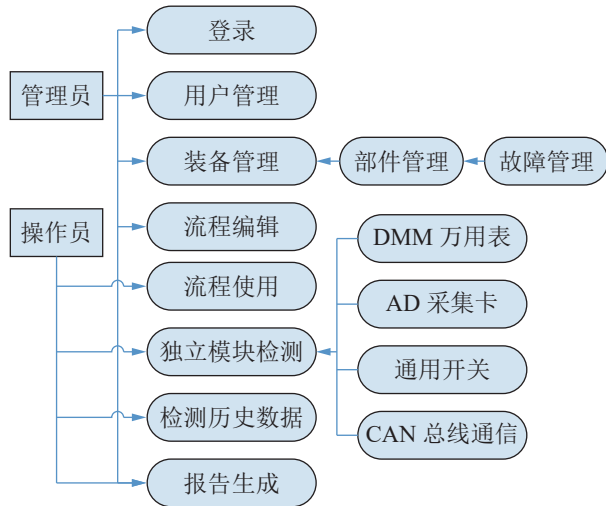 登录
管理员
用户管理
装备管理
部件管理
故障管理
操作员
流程编辑
DMM 万用表
流程使用
AD 采集卡
独立模块检测
通用开关
检测历史数据
CAN 总线通信
报告生成